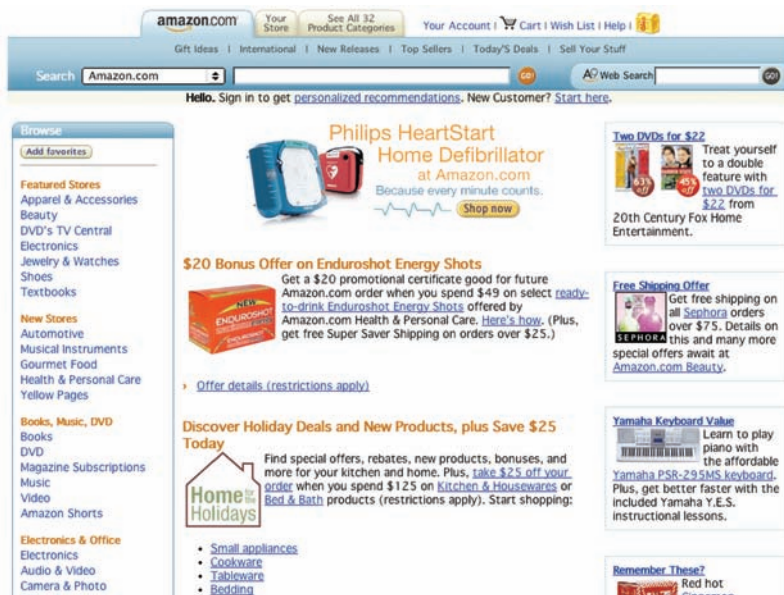 amazon.com
Your Store
See All 32 Product Categories
Your Account | Cart | Wish List | Help |
Gift Ideas | International | New Releases | Top Sellers | Today'S Deals | Sell Your Stuff
Search Amazon.com GO! A9 Web Search GO!
Hello. Sign in to get personalized recommendations. New Customer? Start here.
Browse
Add favorites
Featured Stores
Apparel & Accessories
Beauty
DVD's TV Central
Electronics
Jewelry & Watches
Shoes
Textbooks
New Stores
Automotive
Musical Instruments
Gourmet Food
Health & Personal Care
Yellow Pages
Books, Music, DVD
Books
DVD
Magazine Subscriptions
Music
Video
Amazon Shorts
Electronics & Office
Electronics
Audio & Video
Camera & Photo
Philips HeartStart
Home Defibrillator
at Amazon.com
Because every minute counts.
Shop now
$20 Bonus Offer on Enduroshot Energy Shots
NEW
ENDUROSHOT
Get a $20 promotional certificate good for future
Amazon.com order when you spend $49 on select ready-
to-drink Enduroshot Energy Shots offered by
Amazon.com Health & Personal Care. Here's how. (Plus,
get free Super Saver Shipping on orders over $25.)
› Offer details (restrictions apply)
Discover Holiday Deals and New Products, plus Save $25
Today
Home for the
Holidays
Find special offers, rebates, new products, bonuses, and
more for your kitchen and home. Plus, take $25 off your
order when you spend $125 on Kitchen & Housewares or
Bed & Bath products (restrictions apply). Start shopping:
• Small appliances
• Cookware
• Tableware
• Bedding
Two DVDs for $22
63% off
45% off
Treat yourself
to a double
feature with
two DVDs for
$22 from
20th Century Fox Home
Entertainment.
Free Shipping Offer
SEPHORA
Get free shipping on
all Sephora orders
over $75. Details on
this and many more
special offers await at
Amazon.com Beauty.
Yamaha Keyboard Value
Learn to play
piano with
the affordable
Yamaha PSR-295MS keyboard.
Plus, get better faster with the
included Yamaha Y.E.S.
instructional lessons.
Remember These?
Red hot